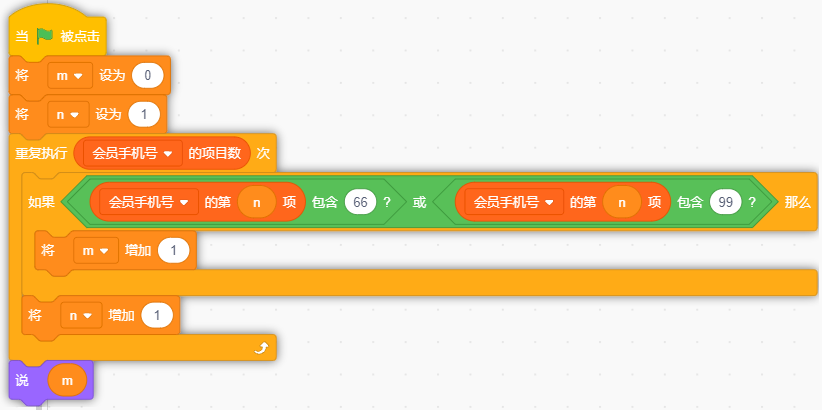 当 被点击
将 m 设为 0
将 n 设为 1
重复执行 会员手机号 的项目数 次
如果 会员手机号 的第 n 项 包含 66 ? 或 会员手机号 的第 n 项 包含 99 ? 那么
将 m 增加 1
将 n 增加 1
说 m